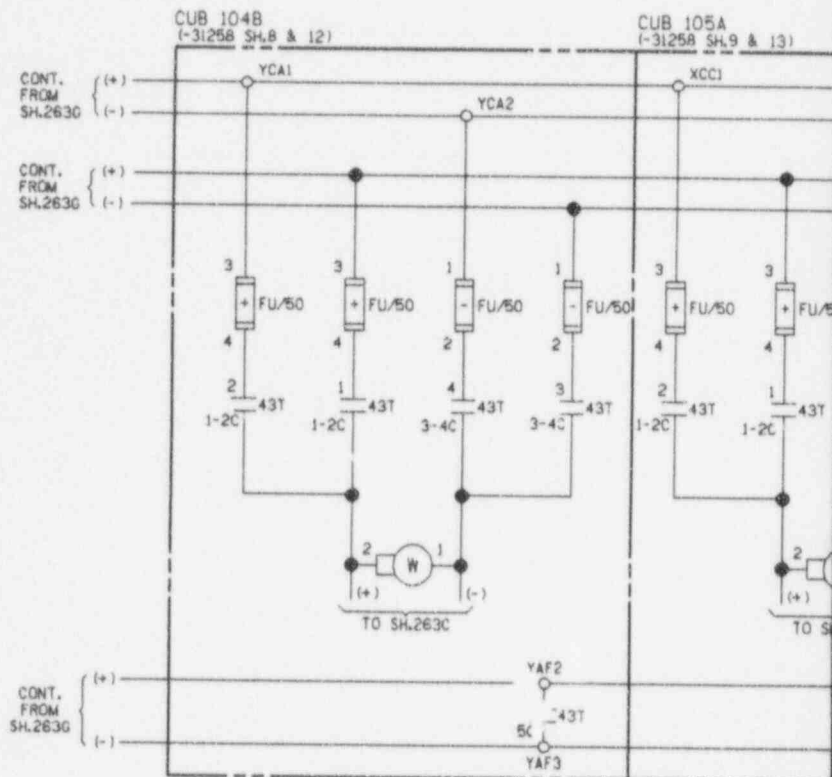 CUB 104B
(-31258 SH.8 & 12)
CUB 105A
(-31258 SH.9 & 13)
CONT. FROM SH.263G
(+)
(-)
YCA1
YCA2
XCC1
CONT. FROM SH.263G
(+)
(-)
3 + FU/50 4
3 + FU/50 4
1 - FU/50 2
1 - FU/50 2
3 + FU/50 4
3 + FU/5 4
2 43T 1-2C
1 43T 1-2C
4 43T 3-4C
3 43T 3-4C
2 43T 1-2C
1 43T 1-2C
2 W 1
2
(+) (-)
(+)
TO SH.263C
TO S
CONT. FROM SH.263G
(+)
(-)
YAF2
43T
YAF3